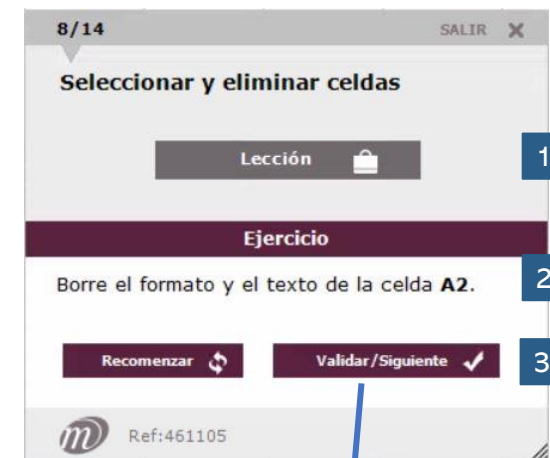 8/14 SALIR
Seleccionar y eliminar celdas
Lección 1
Ejercicio
Borre el formato y el texto de la celda A2. 2
Recomenzar Validar/Siguiente 3
m Ref:461105